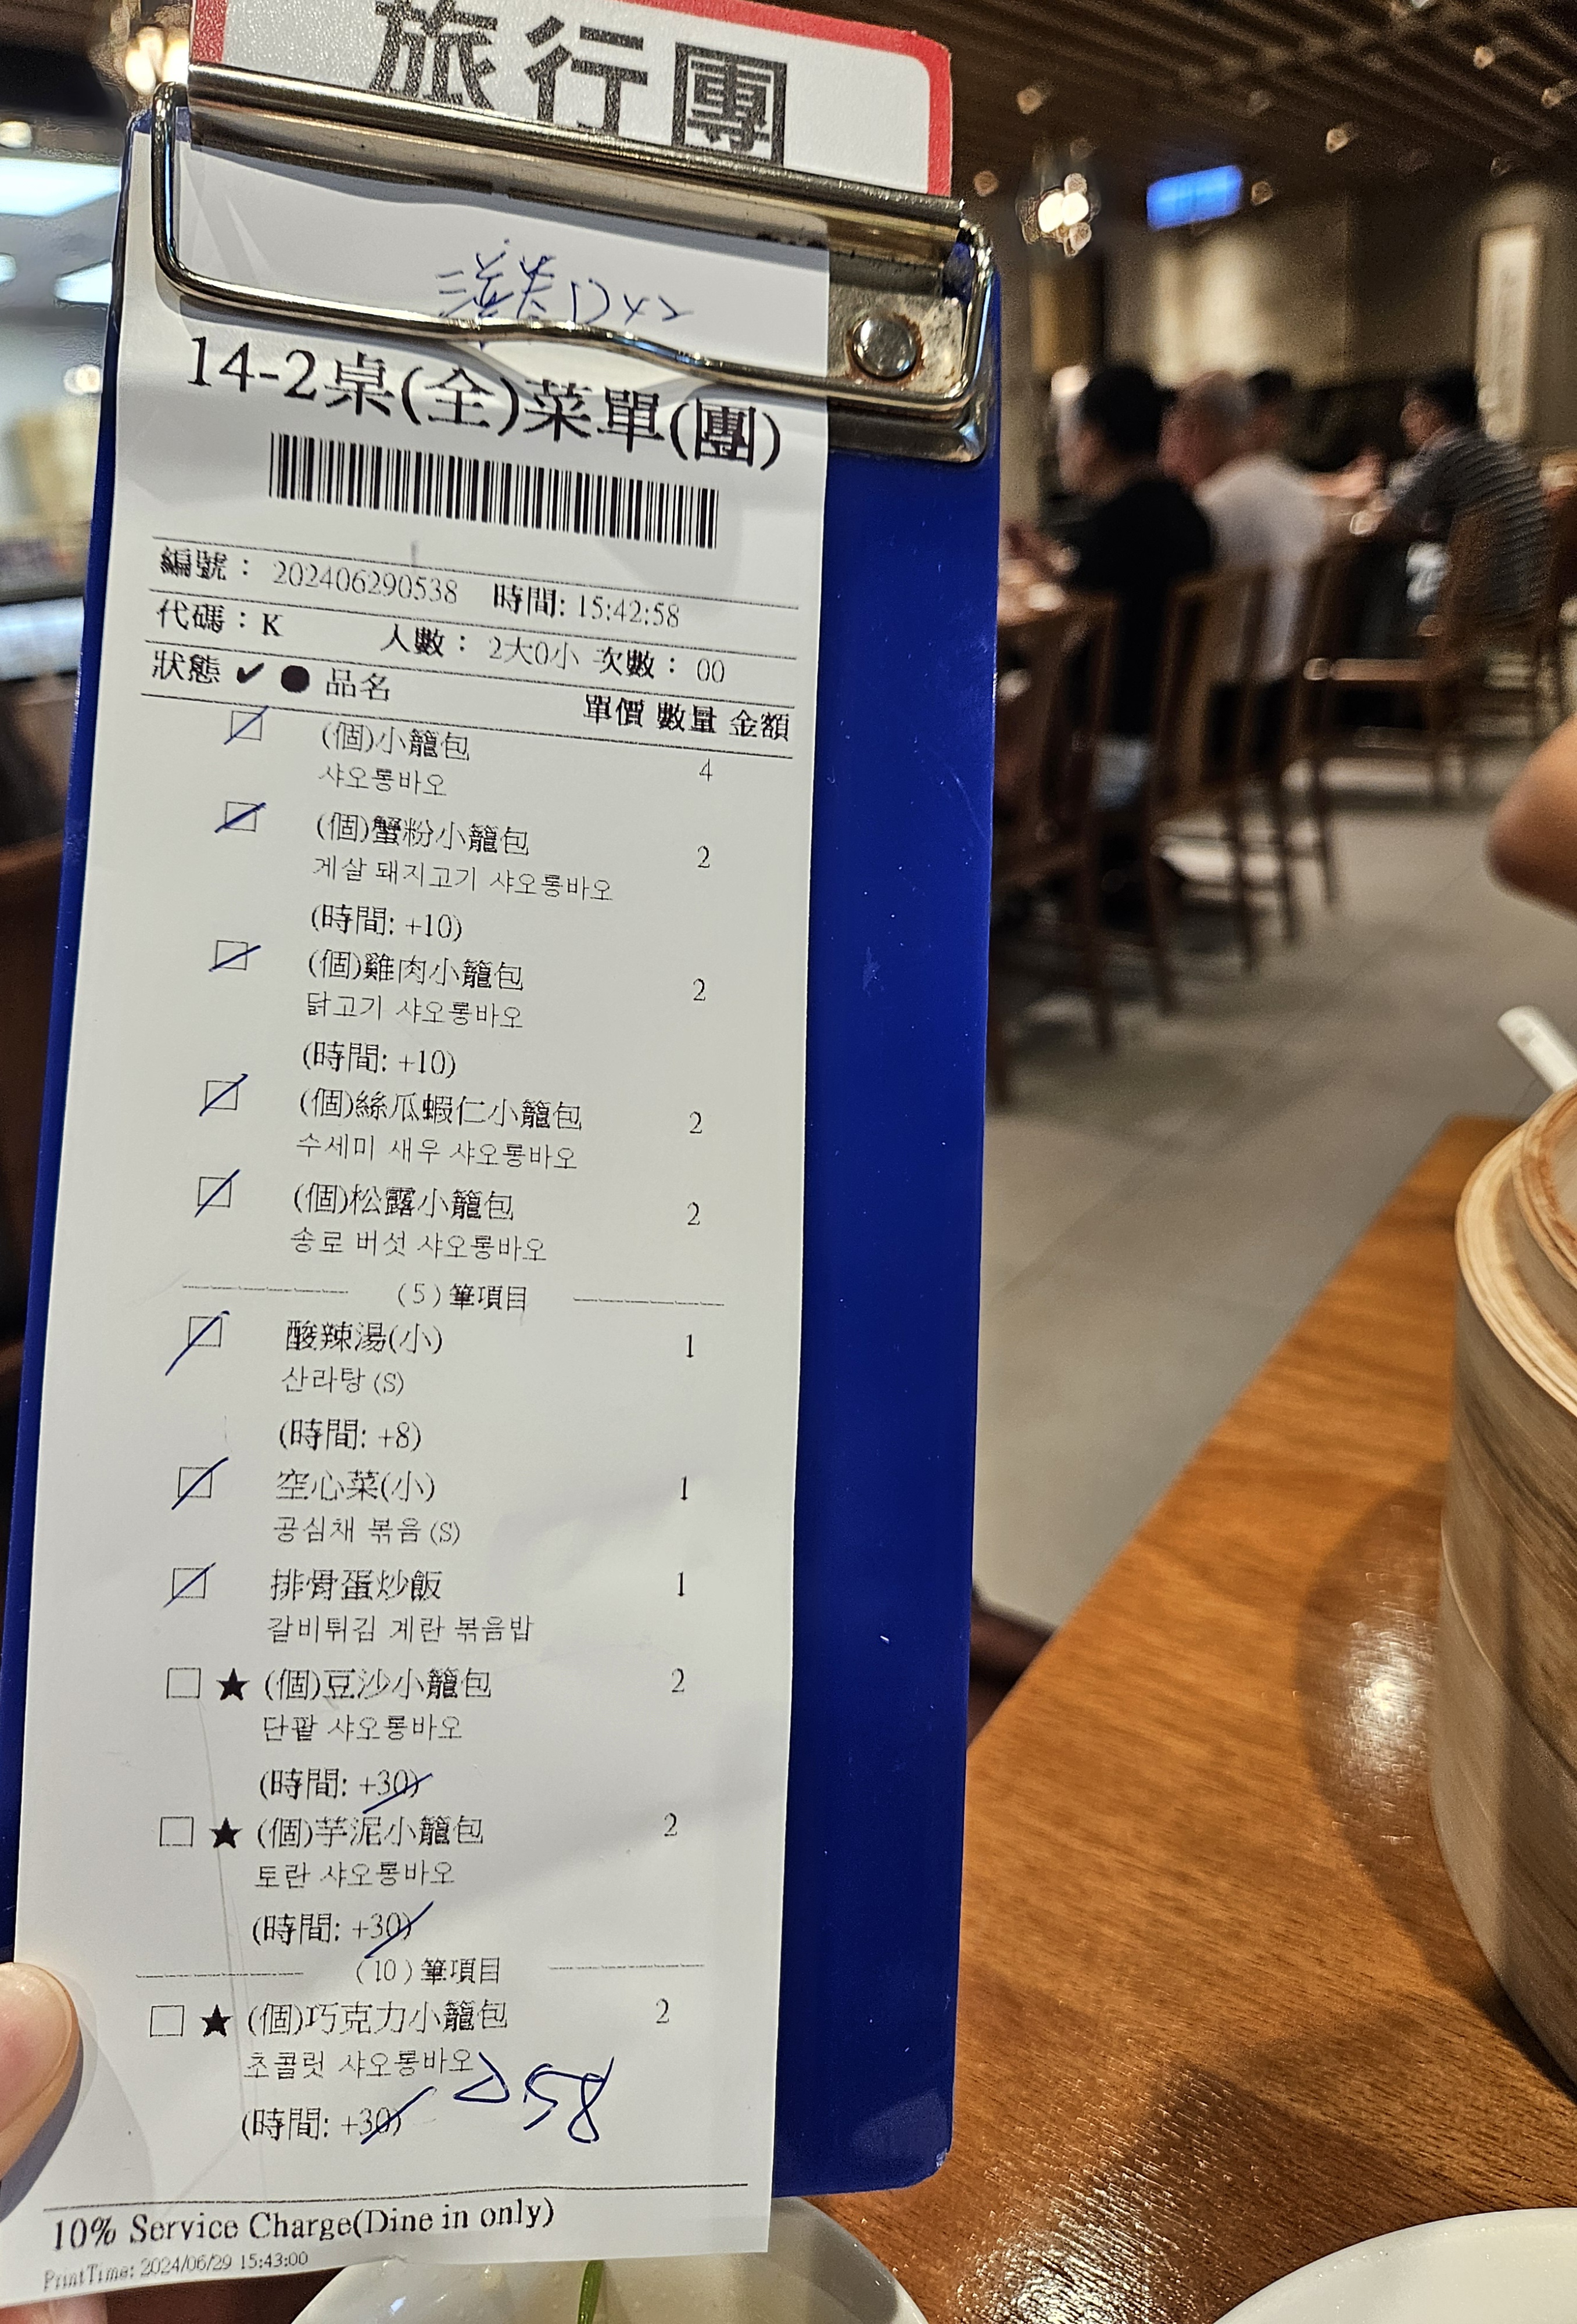 旅行團
14-2桌(全)菜單(團)
編號： 202406290538 時間: 15:42:58
代碼：K 人數： 2大0小 次數： 00
狀態 ✔ ● 品名 單價 數量 金額
(個)小籠包 4
샤오롱바오
(個)蟹粉小籠包 2
게살 돼지고기 샤오롱바오
(時間: +10)
(個)雞肉小籠包 2
닭고기 샤오롱바오
(時間: +10)
(個)絲瓜蝦仁小籠包 2
수세미 새우 샤오롱바오
(個)松露小籠包 2
송로 버섯 샤오롱바오
(5)筆項目
酸辣湯(小) 1
산라탕(S)
(時間: +8)
空心菜(小) 1
공심채 볶음(S)
排骨蛋炒飯 1
갈비튀김 계란 볶음밥
★ (個)豆沙小籠包 2
단팥 샤오롱바오
(時間: +30)
★ (個)芋泥小籠包 2
토란 샤오롱바오
(時間: +30)
(10)筆項目
★ (個)巧克力小籠包 2
초콜릿 샤오롱바오
(時間: +30)
10% Service Charge(Dine in only)
PrintTime: 2024/06/29 15:43:00